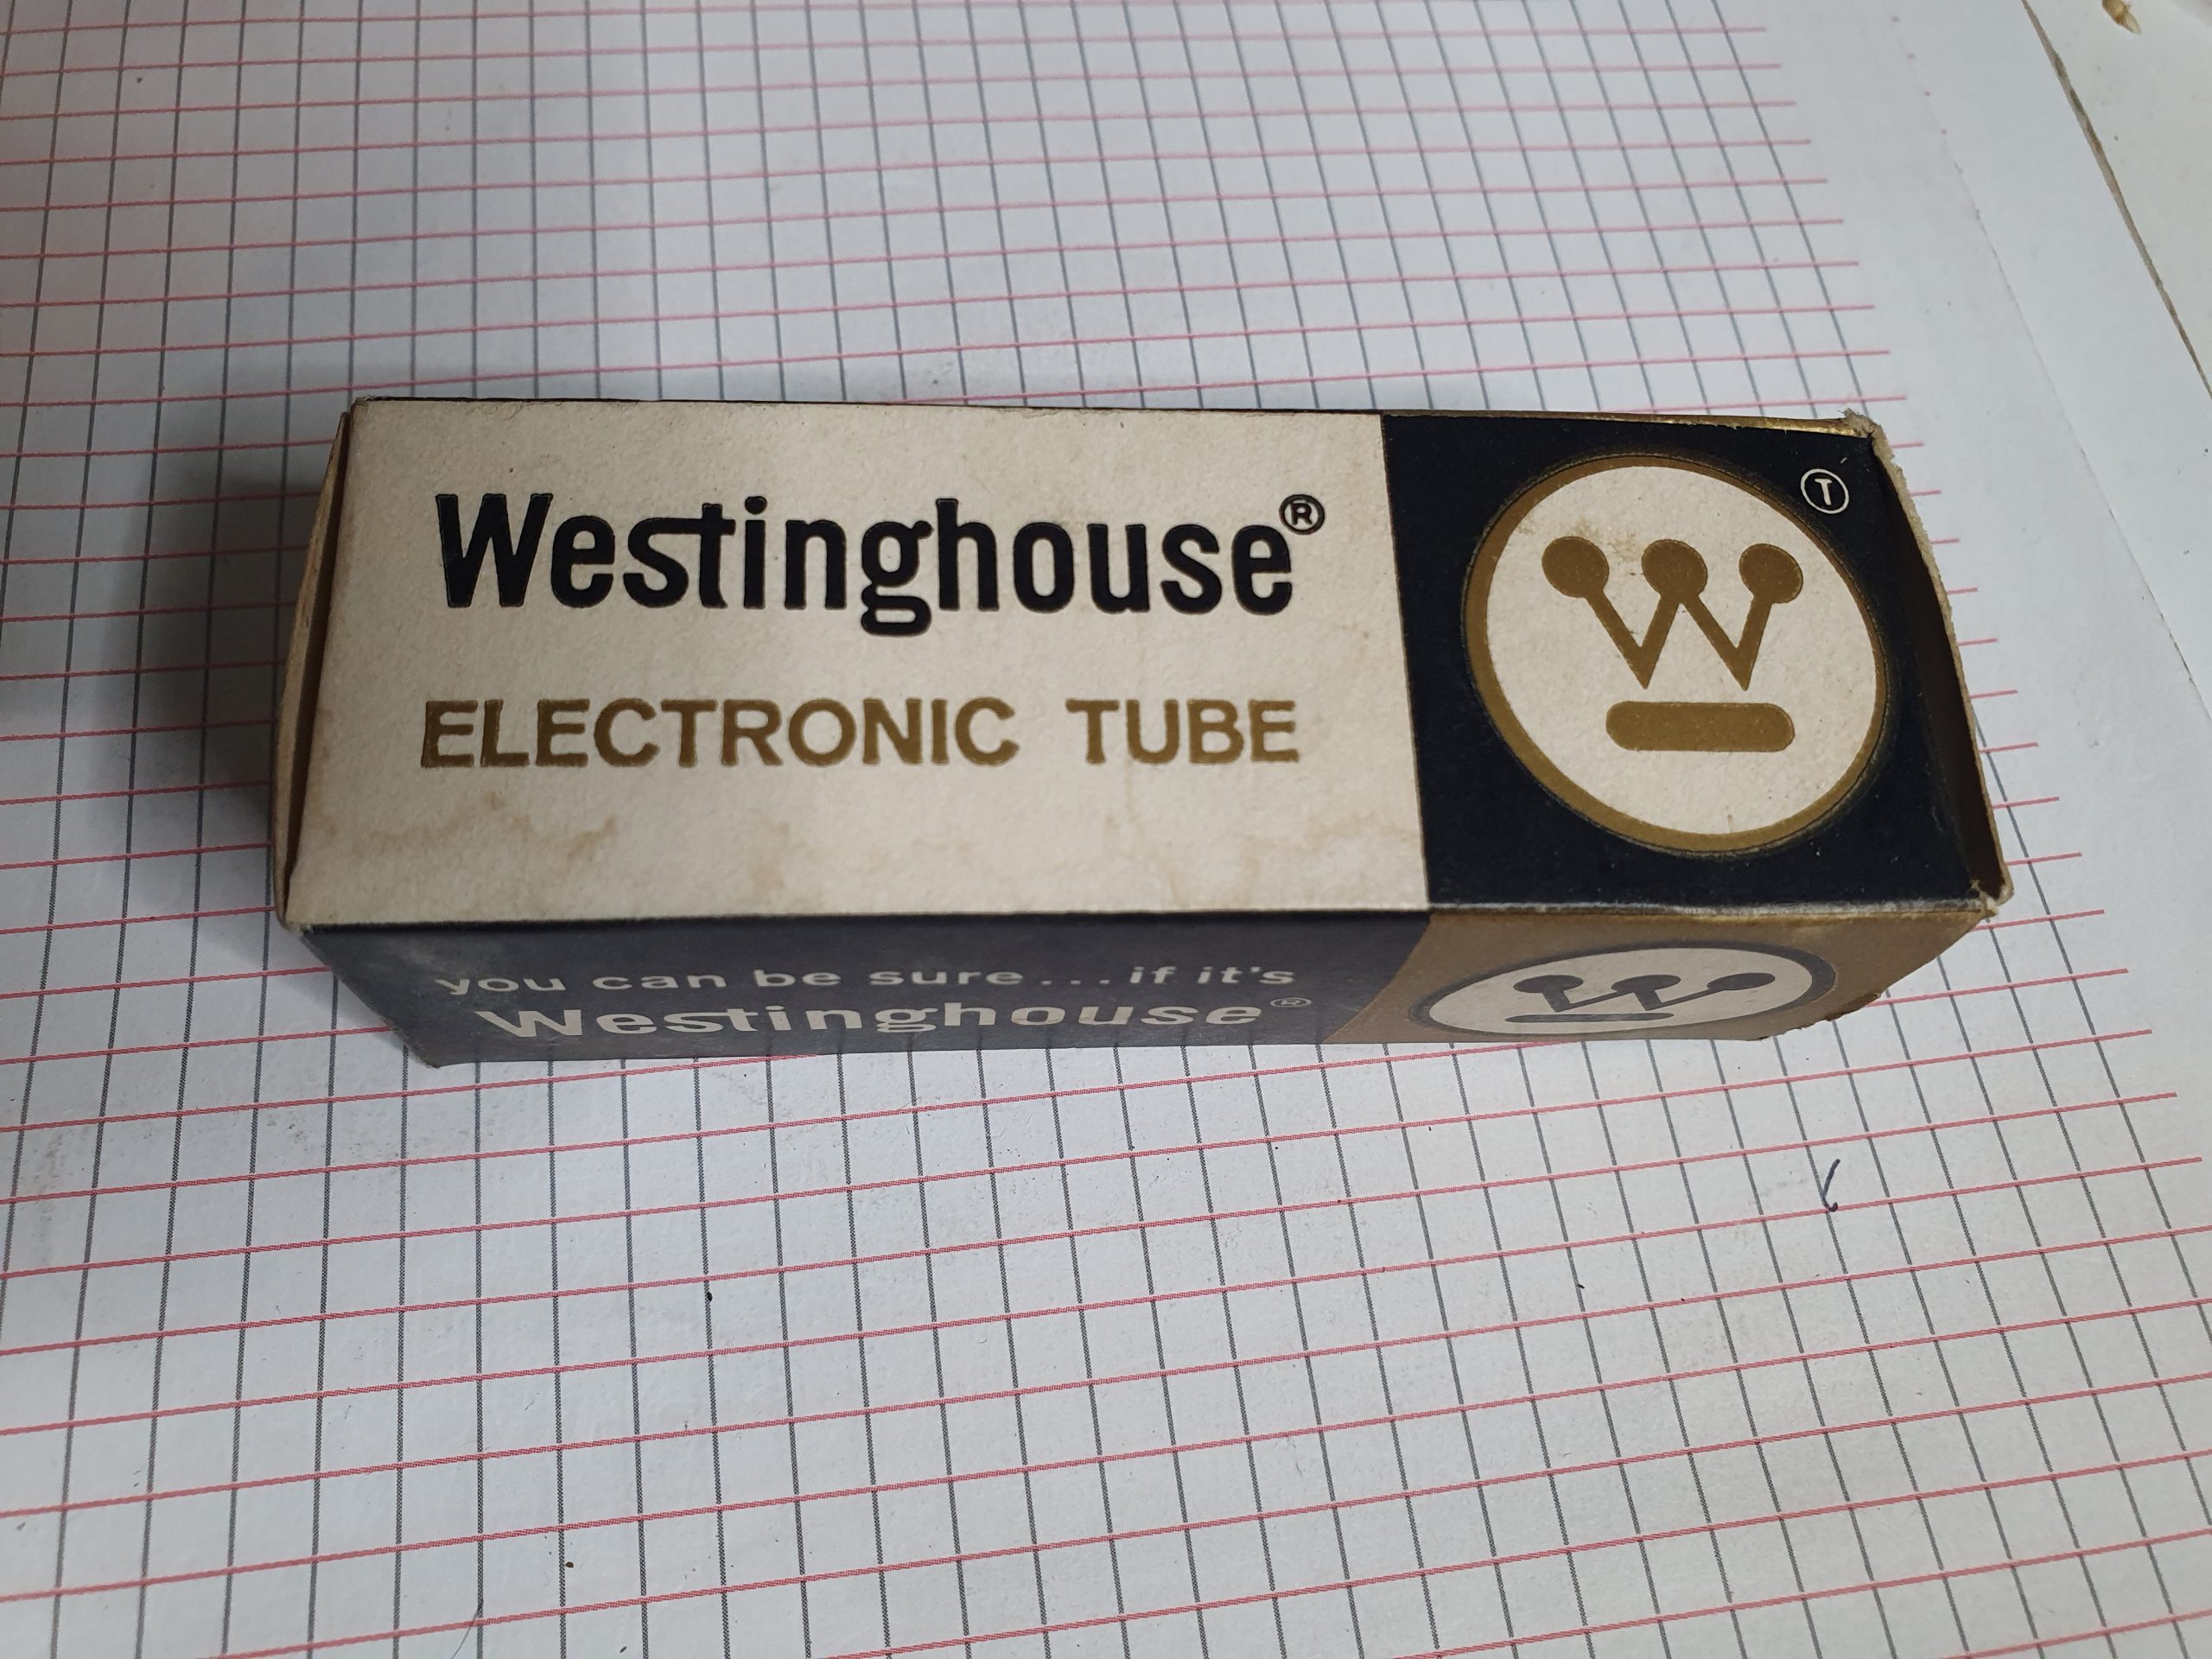 Westinghouse®
ELECTRONIC TUBE
W
T
you can be sure...if it's
Westinghouse®
W